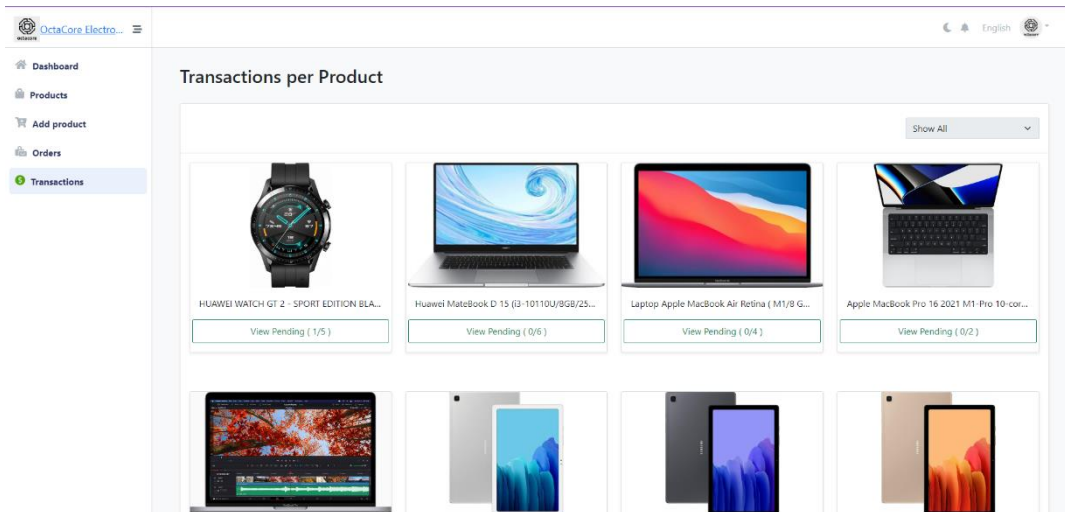 OctaCore Electro...
English
Dashboard
Products
Add product
Orders
Transactions
Transactions per Product
Show All
HUAWEI WATCH GT 2 - SPORT EDITION BLA...
Huawei MateBook D 15 (i3-10110U/8GB/25...
Laptop Apple MacBook Air Retina ( M1/8 G...
Apple MacBook Pro 16 2021 M1-Pro 10-cor...
View Pending ( 1/5 )
View Pending ( 0/6 )
View Pending ( 0/4 )
View Pending ( 0/2 )